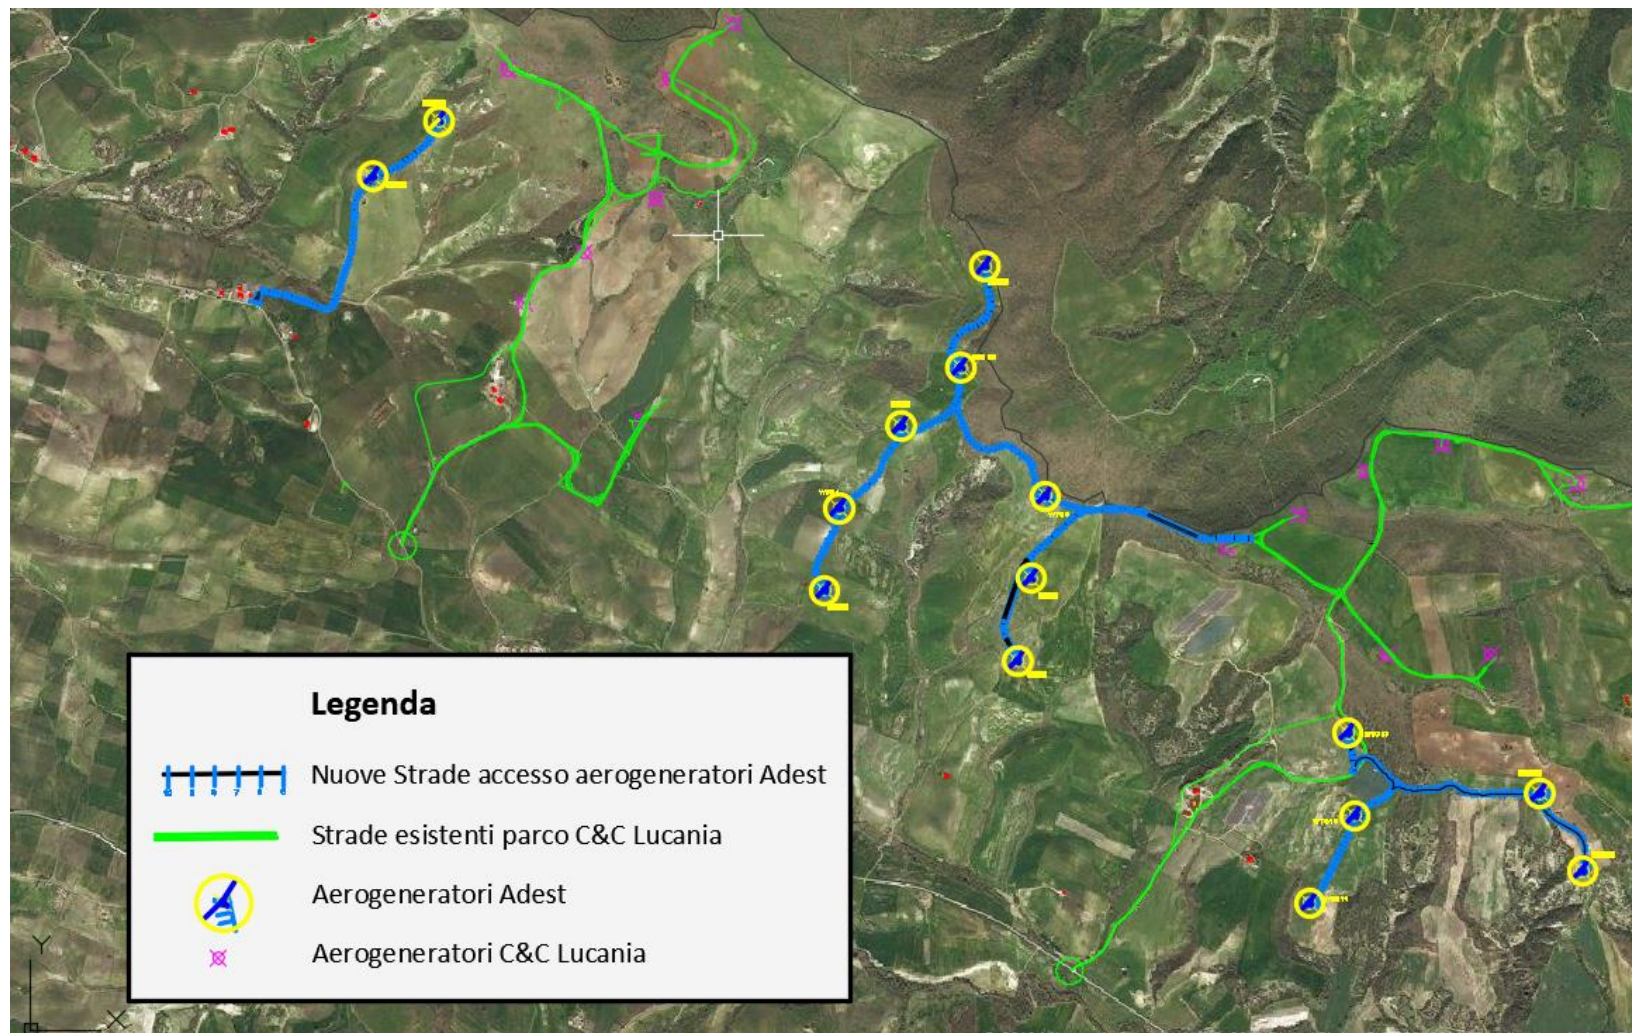 Legenda
Nuove Strade accesso aerogeneratori Adest
Strade esistenti parco C&C Lucania
Aerogeneratori Adest
Aerogeneratori C&C Lucania
Y
X